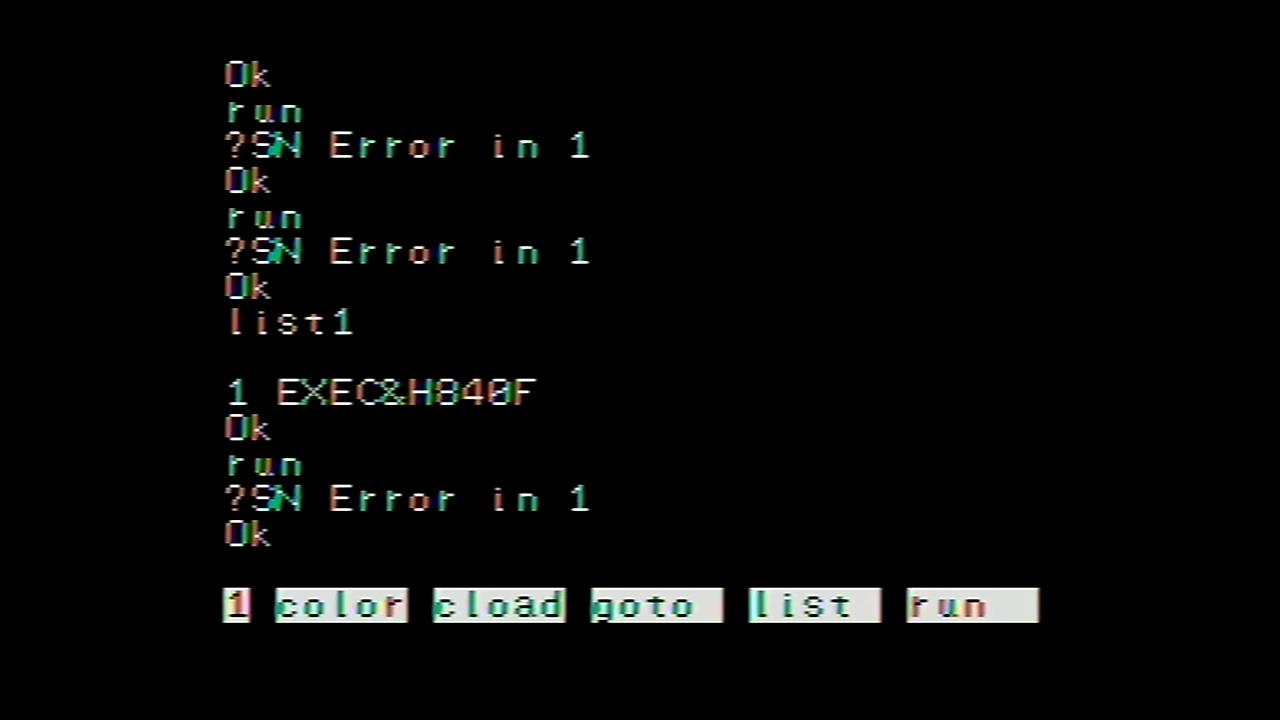 Ok
run
?SN Error in 1
Ok
run
?SN Error in 1
Ok
list1
1 EXEC&H840F
Ok
run
?SN Error in 1
Ok
1 color cload goto list run